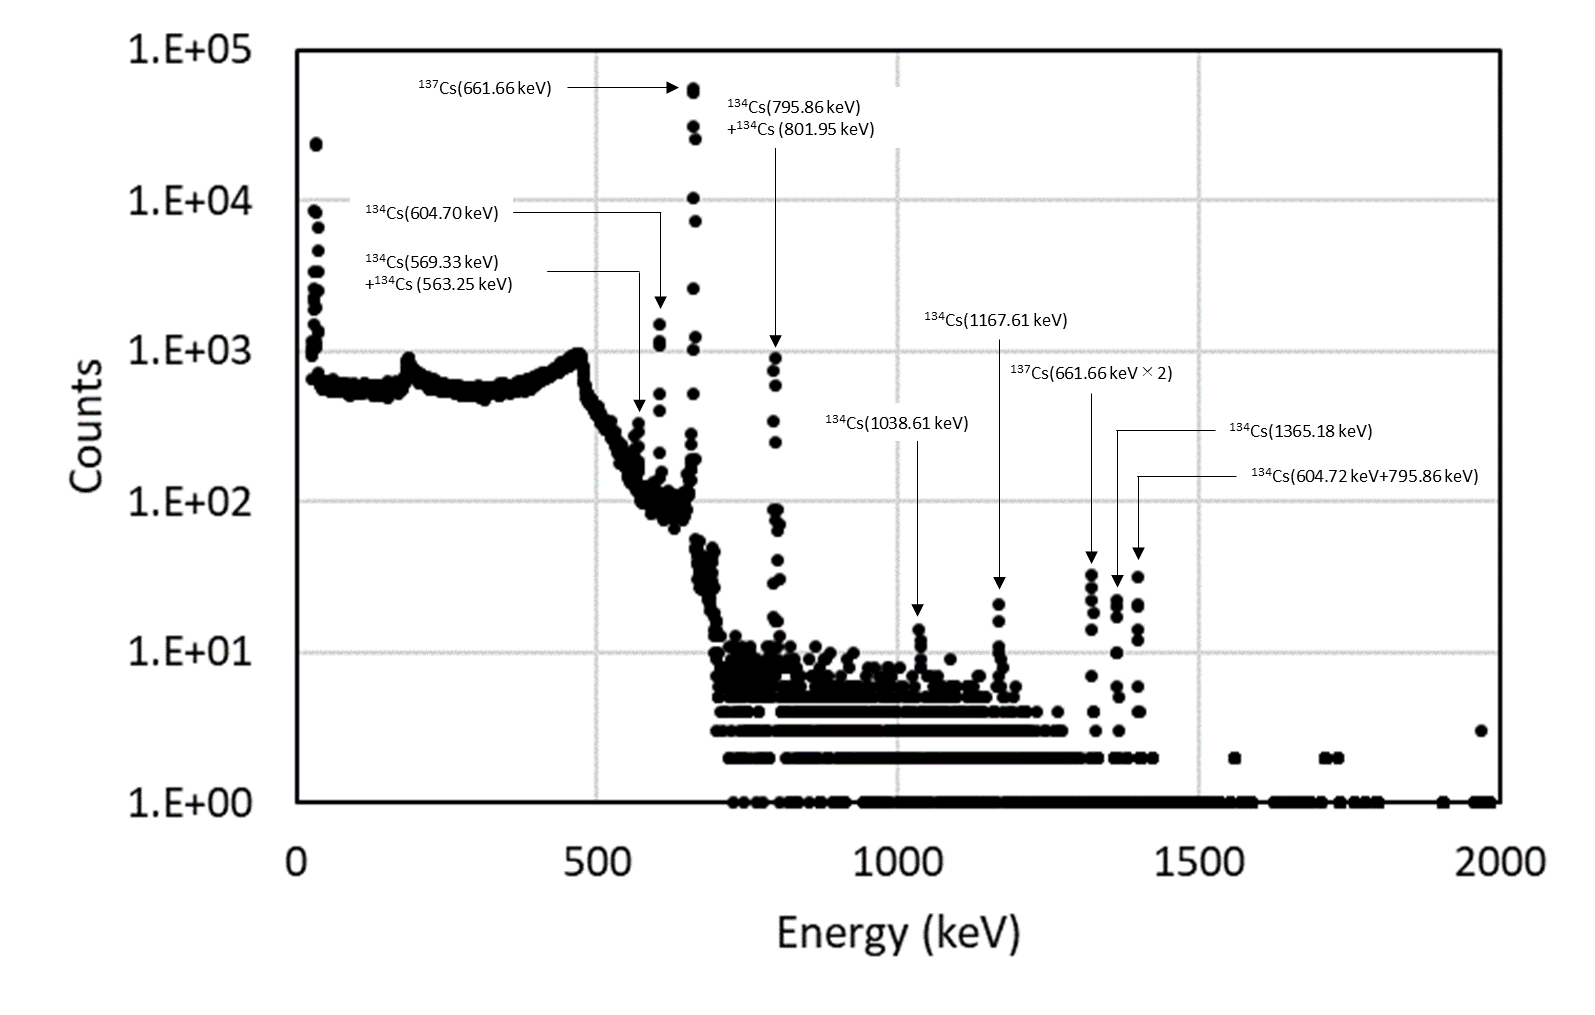 1.E+05
1.E+04
1.E+03
1.E+02
1.E+01
1.E+00
Counts
0 500 1000 1500 2000
Energy (keV)
¹³⁷Cs(661.66 keV)
¹³⁴Cs(795.86 keV)
+¹³⁴Cs (801.95 keV)
¹³⁴Cs(604.70 keV)
¹³⁴Cs(569.33 keV)
+¹³⁴Cs (563.25 keV)
¹³⁴Cs(1167.61 keV)
¹³⁷Cs(661.66 keV × 2)
¹³⁴Cs(1038.61 keV)
¹³⁴Cs(1365.18 keV)
¹³⁴Cs(604.72 keV+795.86 keV)